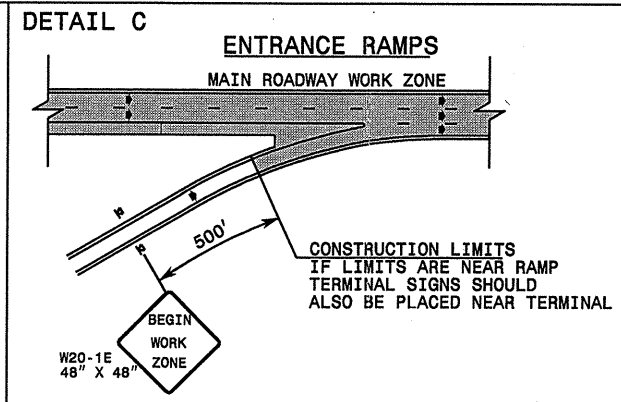 DETAIL C
ENTRANCE RAMPS
MAIN ROADWAY WORK ZONE
500'
CONSTRUCTION LIMITS
IF LIMITS ARE NEAR RAMP
TERMINAL SIGNS SHOULD
ALSO BE PLACED NEAR TERMINAL
BEGIN
WORK
ZONE
W20-1E
48" X 48"